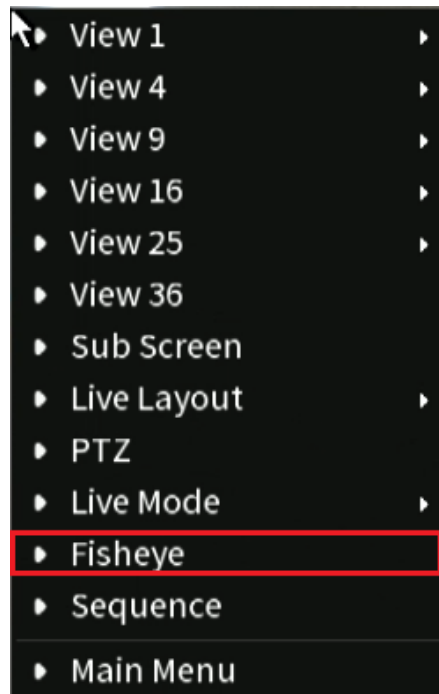 View 1
View 4
View 9
View 16
View 25
View 36
Sub Screen
Live Layout
PTZ
Live Mode
Fisheye
Sequence
Main Menu